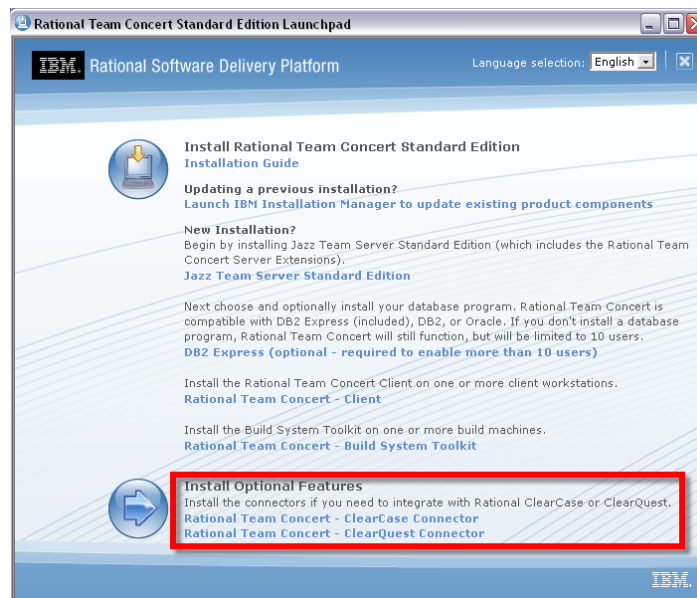 Rational Team Concert Standard Edition Launchpad
IBM. Rational Software Delivery Platform
Language selection: English
Install Rational Team Concert Standard Edition
Installation Guide
Updating a previous installation?
Launch IBM Installation Manager to update existing product components
New Installation?
Begin by installing Jazz Team Server Standard Edition (which includes the Rational Team
Concert Server Extensions).
Jazz Team Server Standard Edition
Next choose and optionally install your database program. Rational Team Concert is
compatible with DB2 Express (included), DB2, or Oracle. If you don't install a database
program, Rational Team Concert will still function, but will be limited to 10 users.
DB2 Express (optional - required to enable more than 10 users)
Install the Rational Team Concert Client on one or more client workstations.
Rational Team Concert - Client
Install the Build System Toolkit on one or more build machines.
Rational Team Concert - Build System Toolkit
Install Optional Features
Install the connectors if you need to integrate with Rational ClearCase or ClearQuest.
Rational Team Concert - ClearCase Connector
Rational Team Concert - ClearQuest Connector
IBM.